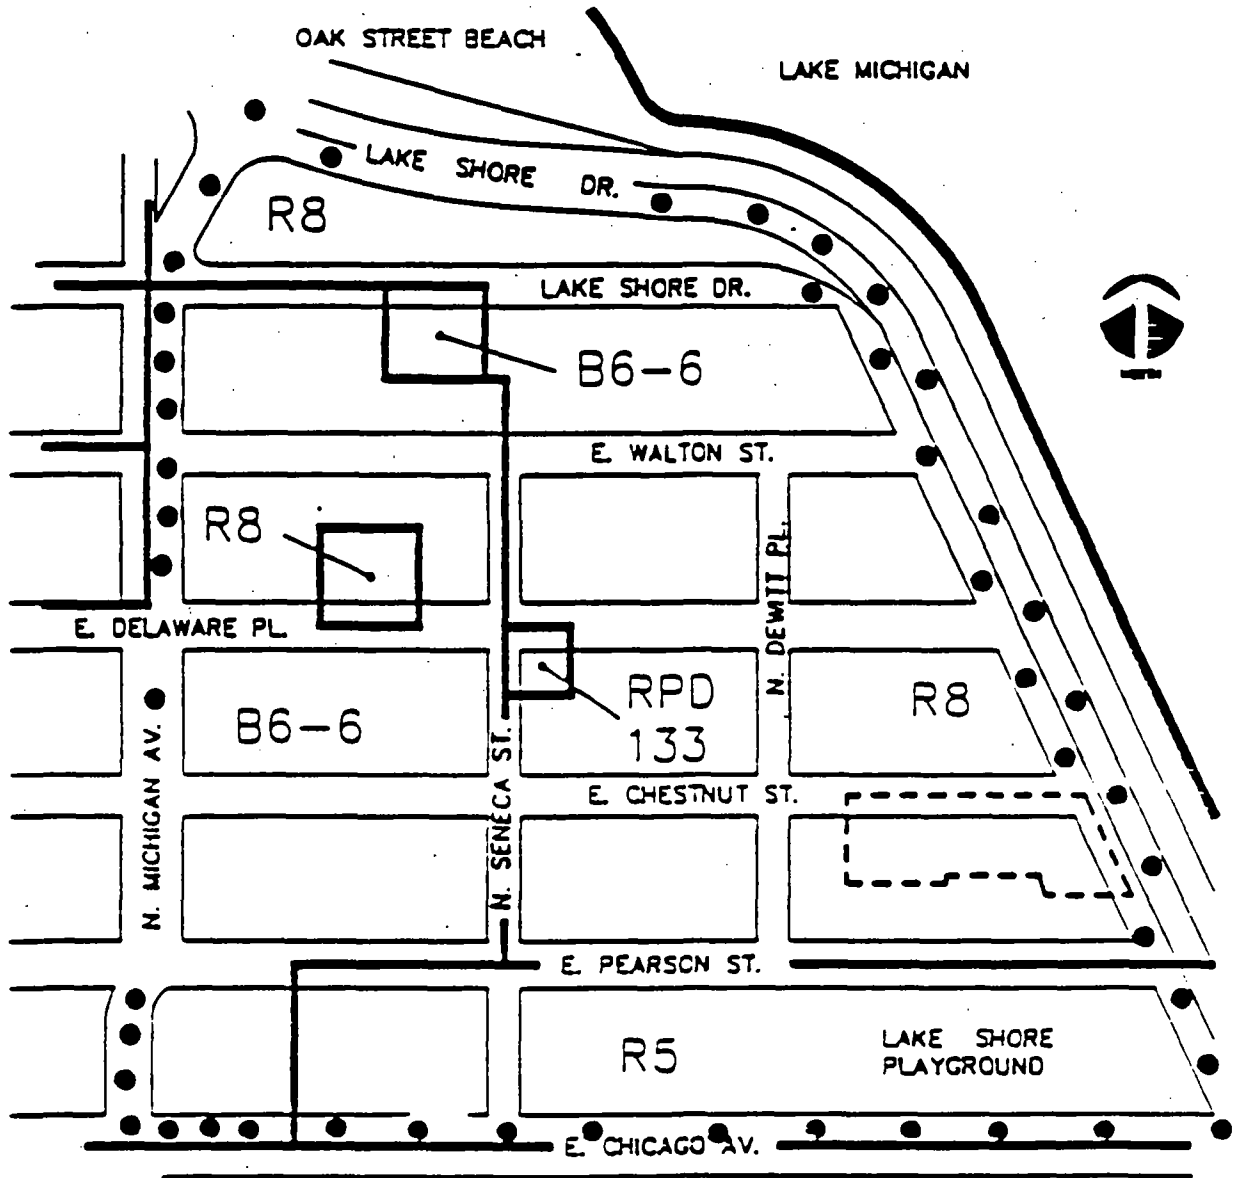 OAK STREET BEACH
LAKE MICHIGAN
LAKE SHORE DR.
R8
LAKE SHORE DR.
B6-6
NORTH
E. WALTON ST.
R8
N. DEWITT PL.
E. DELAWARE PL.
RPD
133
R8
B6-6
N. MICHIGAN AV.
N. SENECA ST.
E. CHESTNUT ST.
E. PEARSON ST.
R5
LAKE SHORE
PLAYGROUND
E. CHICAGO AV.